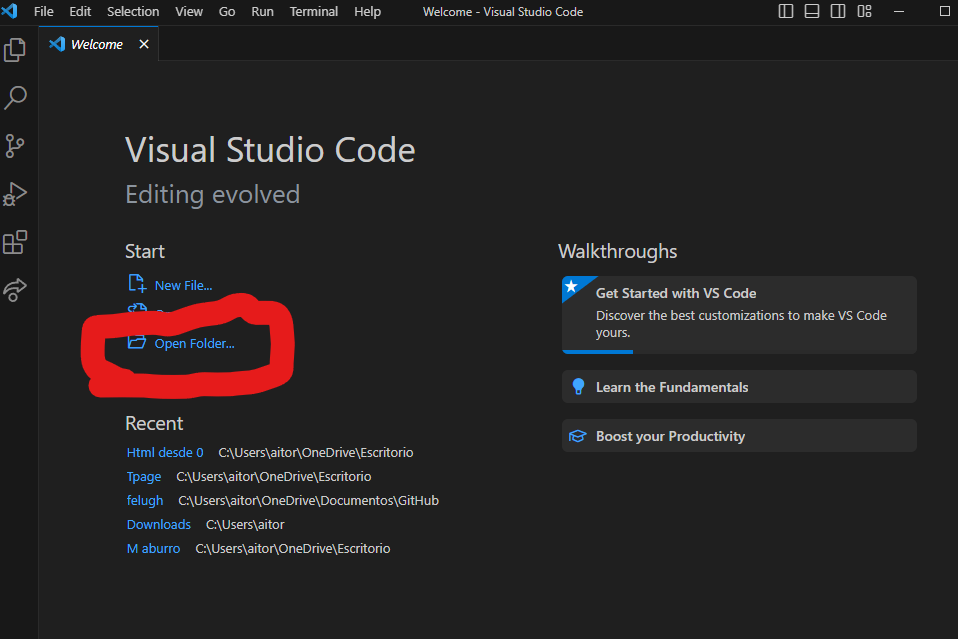 File Edit Selection View Go Run Terminal Help Welcome - Visual Studio Code
Welcome
Visual Studio Code
Editing evolved
Start
New File...
Open Folder...
Recent
Html desde 0 C:\Users\aitor\OneDrive\Escritorio
Tpage C:\Users\aitor\OneDrive\Escritorio
felugh C:\Users\aitor\OneDrive\Documentos\GitHub
Downloads C:\Users\aitor
M aburro C:\Users\aitor\OneDrive\Escritorio
Walkthroughs
Get Started with VS Code
Discover the best customizations to make VS Code
yours.
Learn the Fundamentals
Boost your Productivity